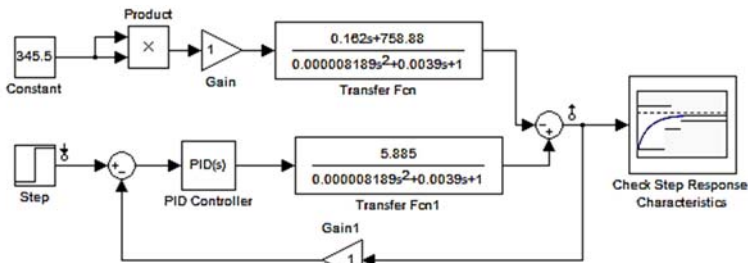 Product
345.5
×
1
0.162s+758.88
0.000008189s²+0.0039s+1
Constant
Gain
Transfer Fcn
Step
PID(s)
PID Controller
5.885
0.000008189s²+0.0039s+1
Transfer Fcn1
Check Step Response
Characteristics
Gain1
1